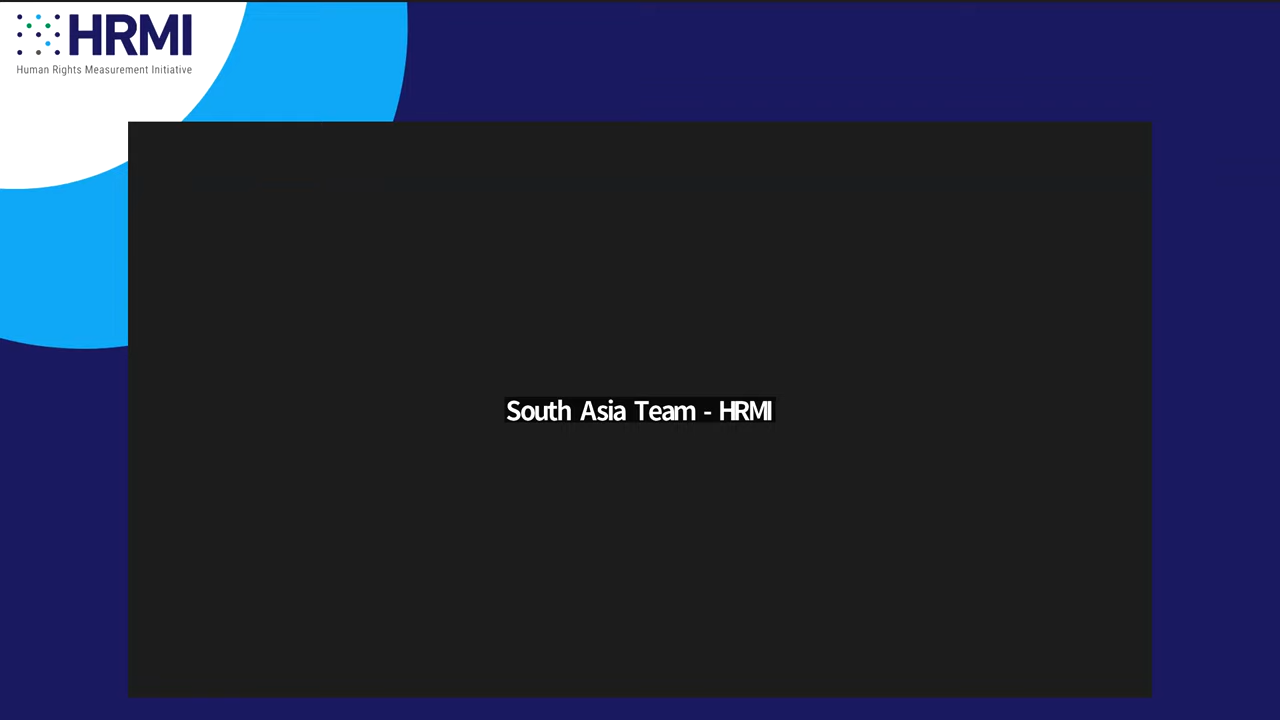 HRMI
Human Rights Measurement Initiative
South Asia Team - HRMI